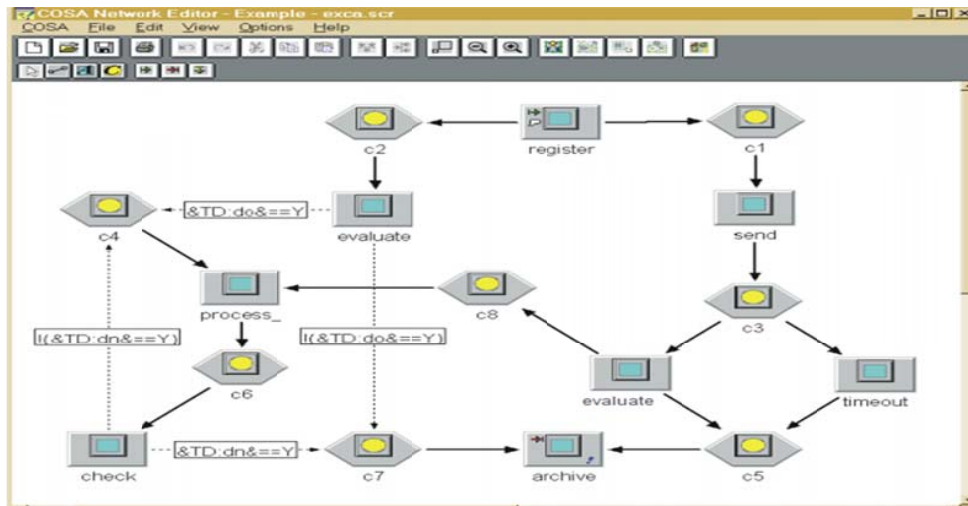 COSA Network Editor - Example - exca.scr
COSA File Edit View Options Help
c2
register
c1
&TD:do&==Y
c4
evaluate
send
process_
c8
c3
!(&TD:dn&==Y)
!(&TD:do&==Y)
c6
evaluate
timeout
&TD:dn&==Y
check
c7
archive
c5